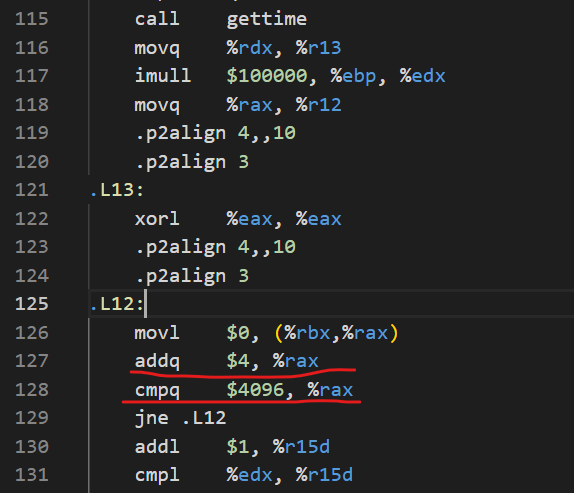 115 call gettime
116 movq %rdx, %r13
117 imull $100000, %ebp, %edx
118 movq %rax, %r12
119 .p2align 4,,10
120 .p2align 3
121 .L13:
122 xorl %eax, %eax
123 .p2align 4,,10
124 .p2align 3
125 .L12:
126 movl $0, (%rbx,%rax)
127 addq $4, %rax
128 cmpq $4096, %rax
129 jne .L12
130 addl $1, %r15d
131 cmpl %edx, %r15d